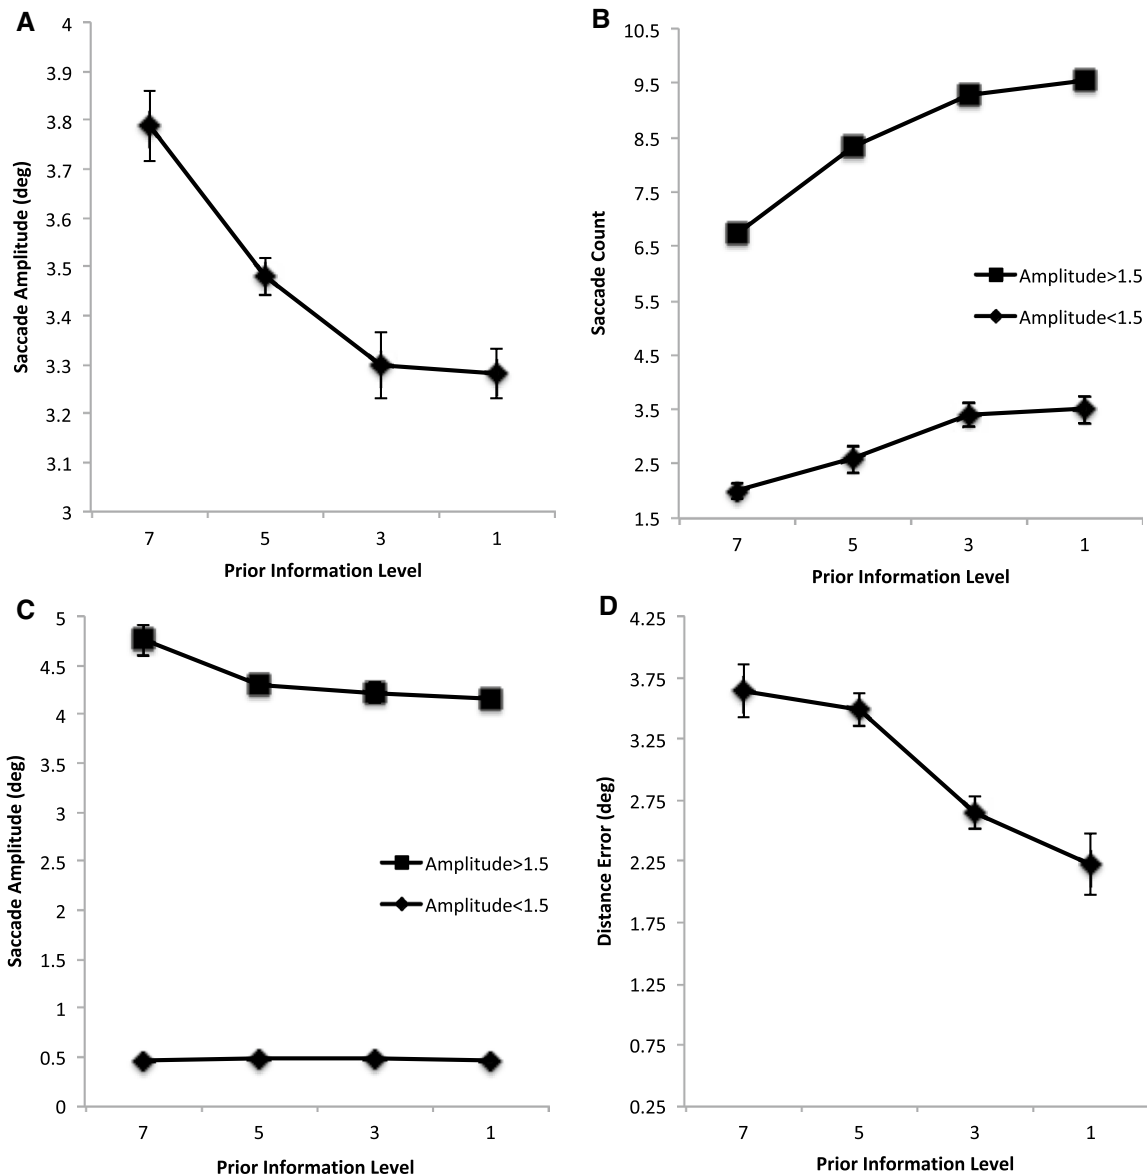 A
4
3.9
3.8
3.7
3.6
3.5
3.4
3.3
3.2
3.1
3
Saccade Amplitude (deg)
7 5 3 1
Prior Information Level
B
10.5
9.5
8.5
7.5
6.5
5.5
4.5
3.5
2.5
1.5
Saccade Count
Amplitude>1.5
Amplitude<1.5
7 5 3 1
Prior Information Level
C
5
4.5
4
3.5
3
2.5
2
1.5
1
0.5
0
Saccade Amplitude (deg)
Amplitude>1.5
Amplitude<1.5
7 5 3 1
Prior Information Level
D
4.25
3.75
3.25
2.75
2.25
1.75
1.25
0.75
0.25
Distance Error (deg)
7 5 3 1
Prior Information Level